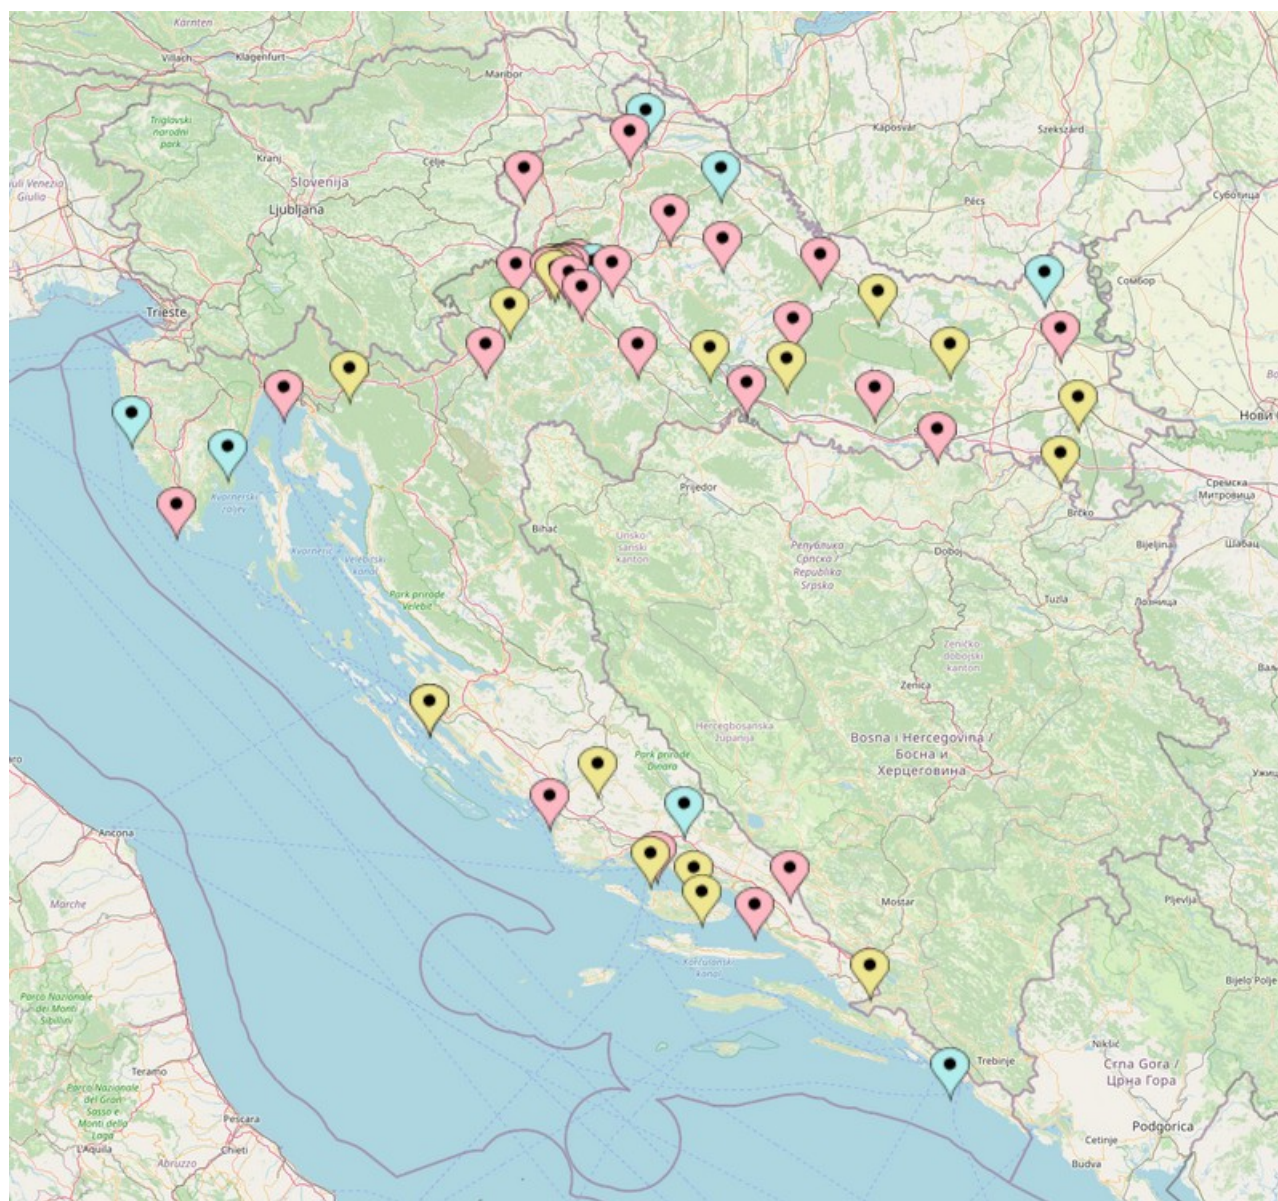 Kärnten
Villach
Klagenfurt
Maribor
Triglavski
narodni
park
Kranj
Celje
Kaposvár
Szekszárd
Slovenija
Ljubljana
Giulia
Суботица
Pécs
Сомбор
Trieste
Нови
Kvarnerski
zaljev
Prijedor
Сремска
Митровица
Brčko
Bihać
Unsko-
sanski
kanton
Република
Српска /
Republika
Srpska
Doboj
Bijeljina
Шабац
Kvarnerić
Velebitski
kanal
Park prirode
Velebit
Tuzla
Лозница
Zeničko-
dobojski
kanton
Zenica
Hercegbosanska
županija
Park prirode
Dinara
Bosna i Hercegovina /
Босна и
Херцеговина
Ancona
Marche
Mostar
Pljevlja
Korčulanski
kanal
Bijelo Polje
Parco Nazionale
dei Monti
Sibillini
Nikšić
Trebinje
Crna Gora /
Црна Гора
Teramo
Parco Nazionale
del Gran
Sasso e
Monti della
Laga
Pescara
Podgorica
L'Aquila
Chieti
Abruzzo
Cetinje
Budva